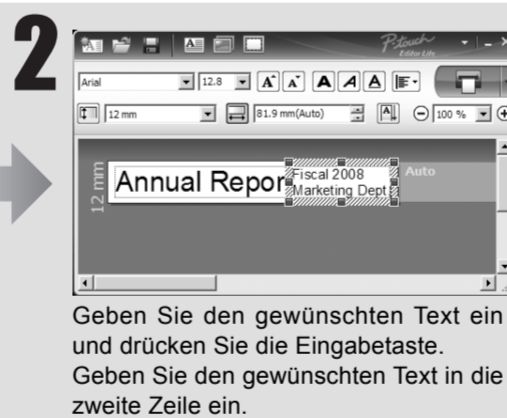 2
P-touch
Editor Lite
Arial 12.8 A A A A A
12 mm 81.9 mm(Auto) A 100 %
12 mm
Annual Repor
Fiscal 2008
Marketing Dept
Auto
Geben Sie den gewünschten Text ein
und drücken Sie die Eingabetaste.
Geben Sie den gewünschten Text in die
zweite Zeile ein.